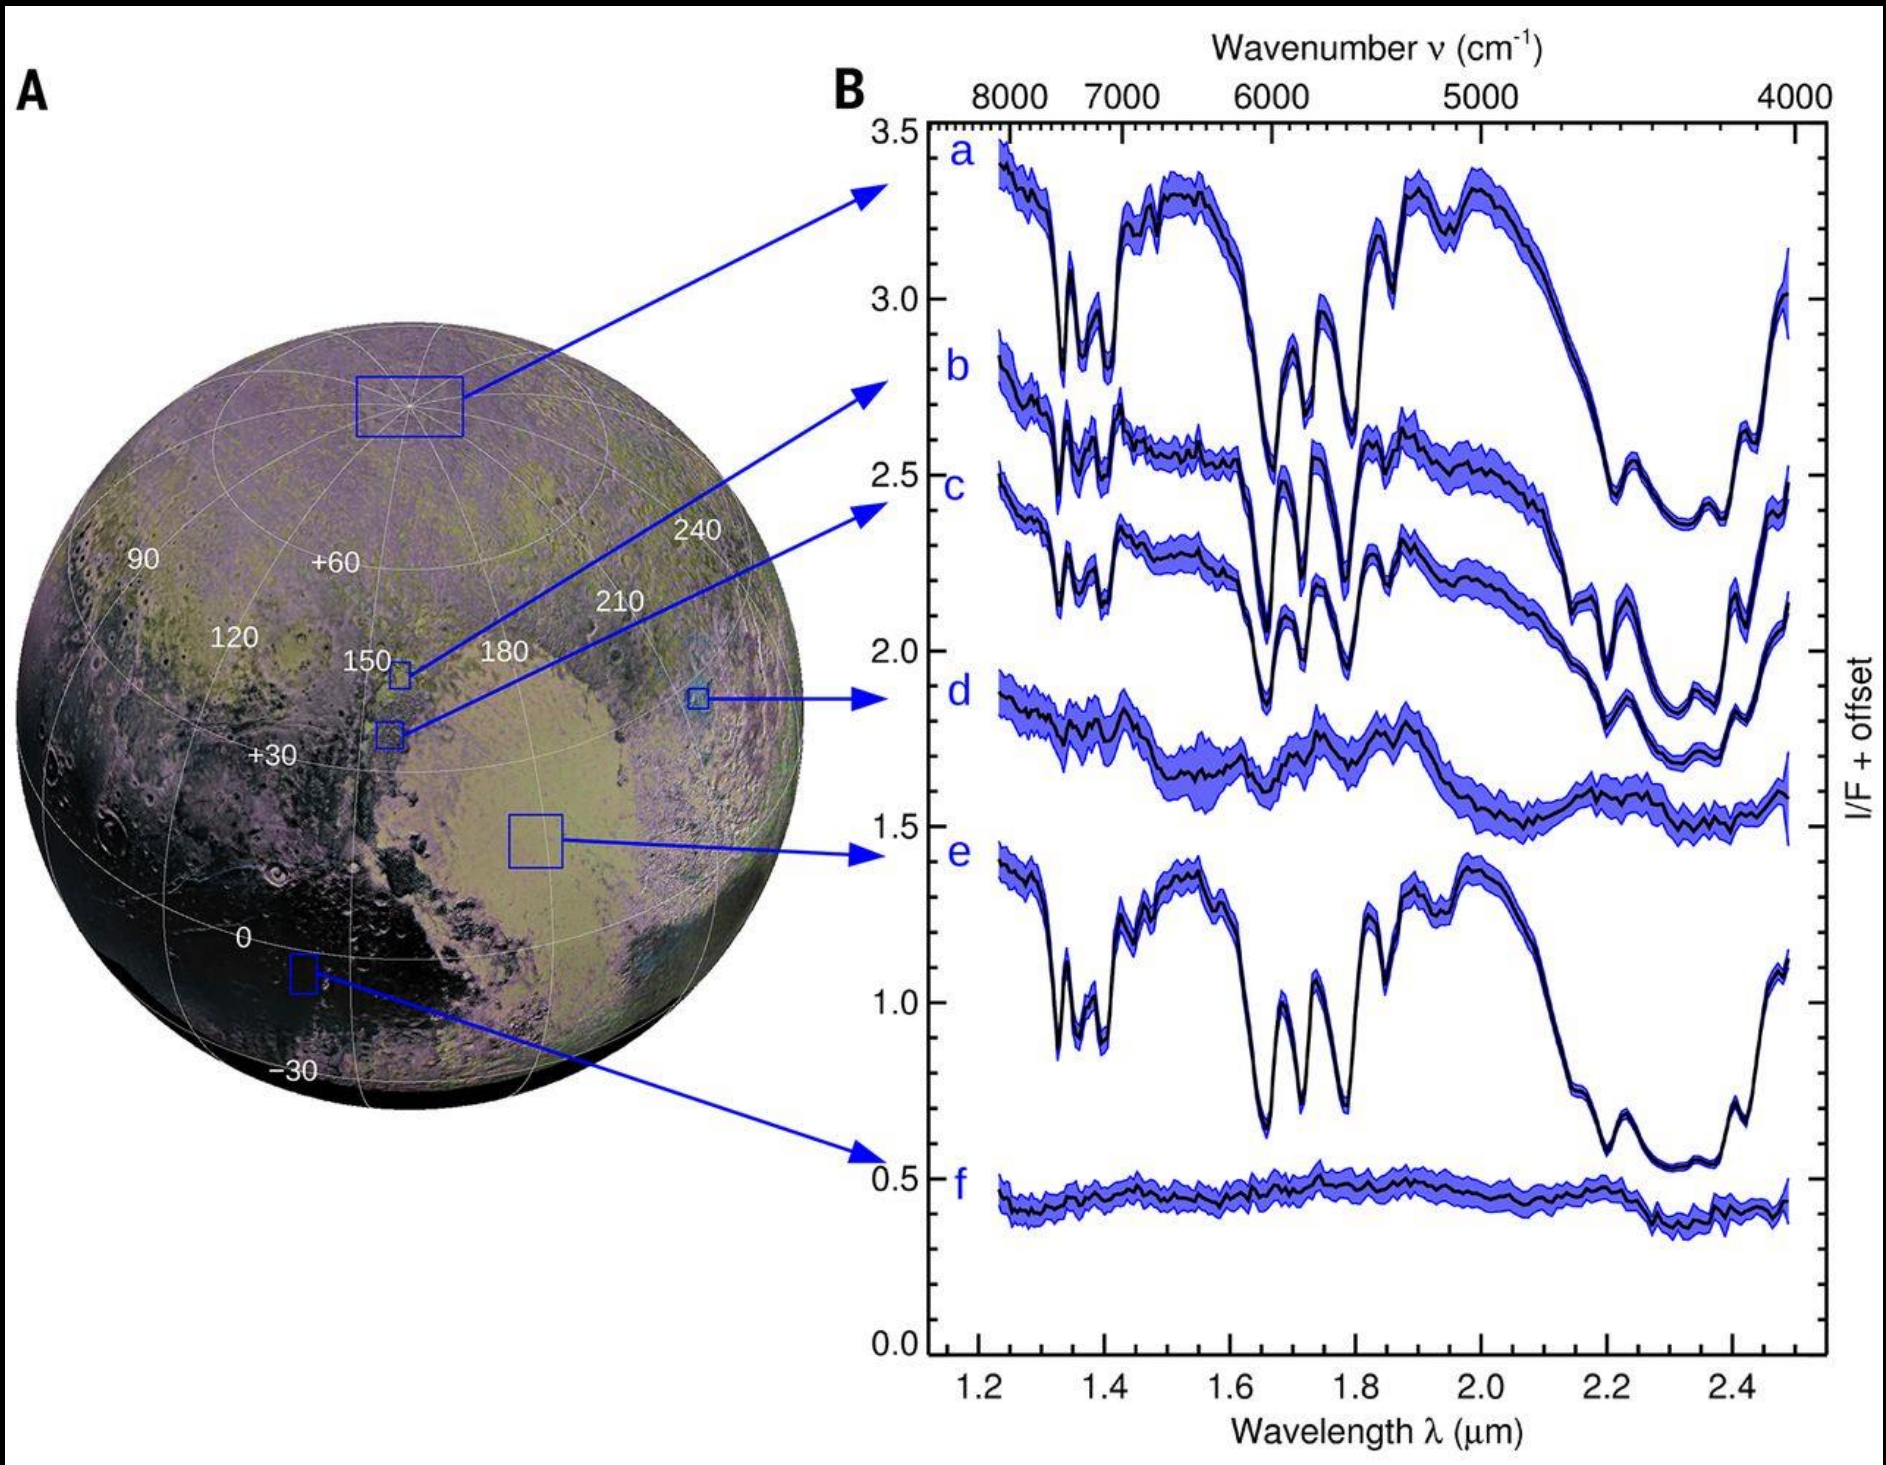 A
90
120
150
180
210
240
+60
+30
0
−30
B
Wavenumber ν (cm⁻¹)
8000 7000 6000 5000 4000
3.5
3.0
2.5
2.0
1.5
1.0
0.5
0.0
a
b
c
d
e
f
I/F + offset
1.2 1.4 1.6 1.8 2.0 2.2 2.4
Wavelength λ (μm)